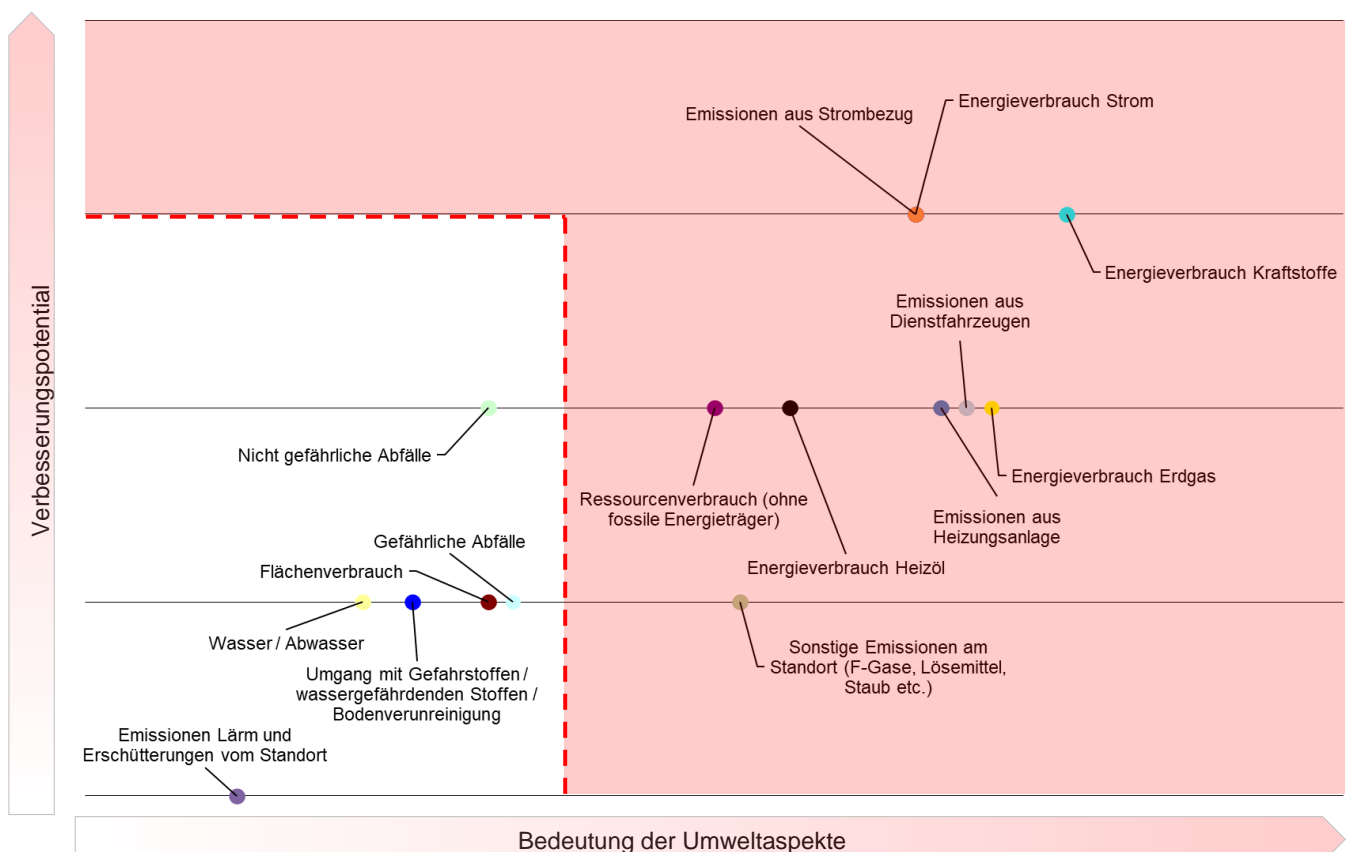 Energieverbrauch Strom
Emissionen aus Strombezug
Energieverbrauch Kraftstoffe
Emissionen aus
Dienstfahrzeugen
Verbesserungspotential
Nicht gefährliche Abfälle
Energieverbrauch Erdgas
Ressourcenverbrauch (ohne
fossile Energieträger)
Emissionen aus
Heizungsanlage
Gefährliche Abfälle
Energieverbrauch Heizöl
Flächenverbrauch
Wasser / Abwasser
Sonstige Emissionen am
Standort (F-Gase, Lösemittel,
Staub etc.)
Umgang mit Gefahrstoffen /
wassergefährdenden Stoffen /
Bodenverunreinigung
Emissionen Lärm und
Erschütterungen vom Standort
Bedeutung der Umweltaspekte